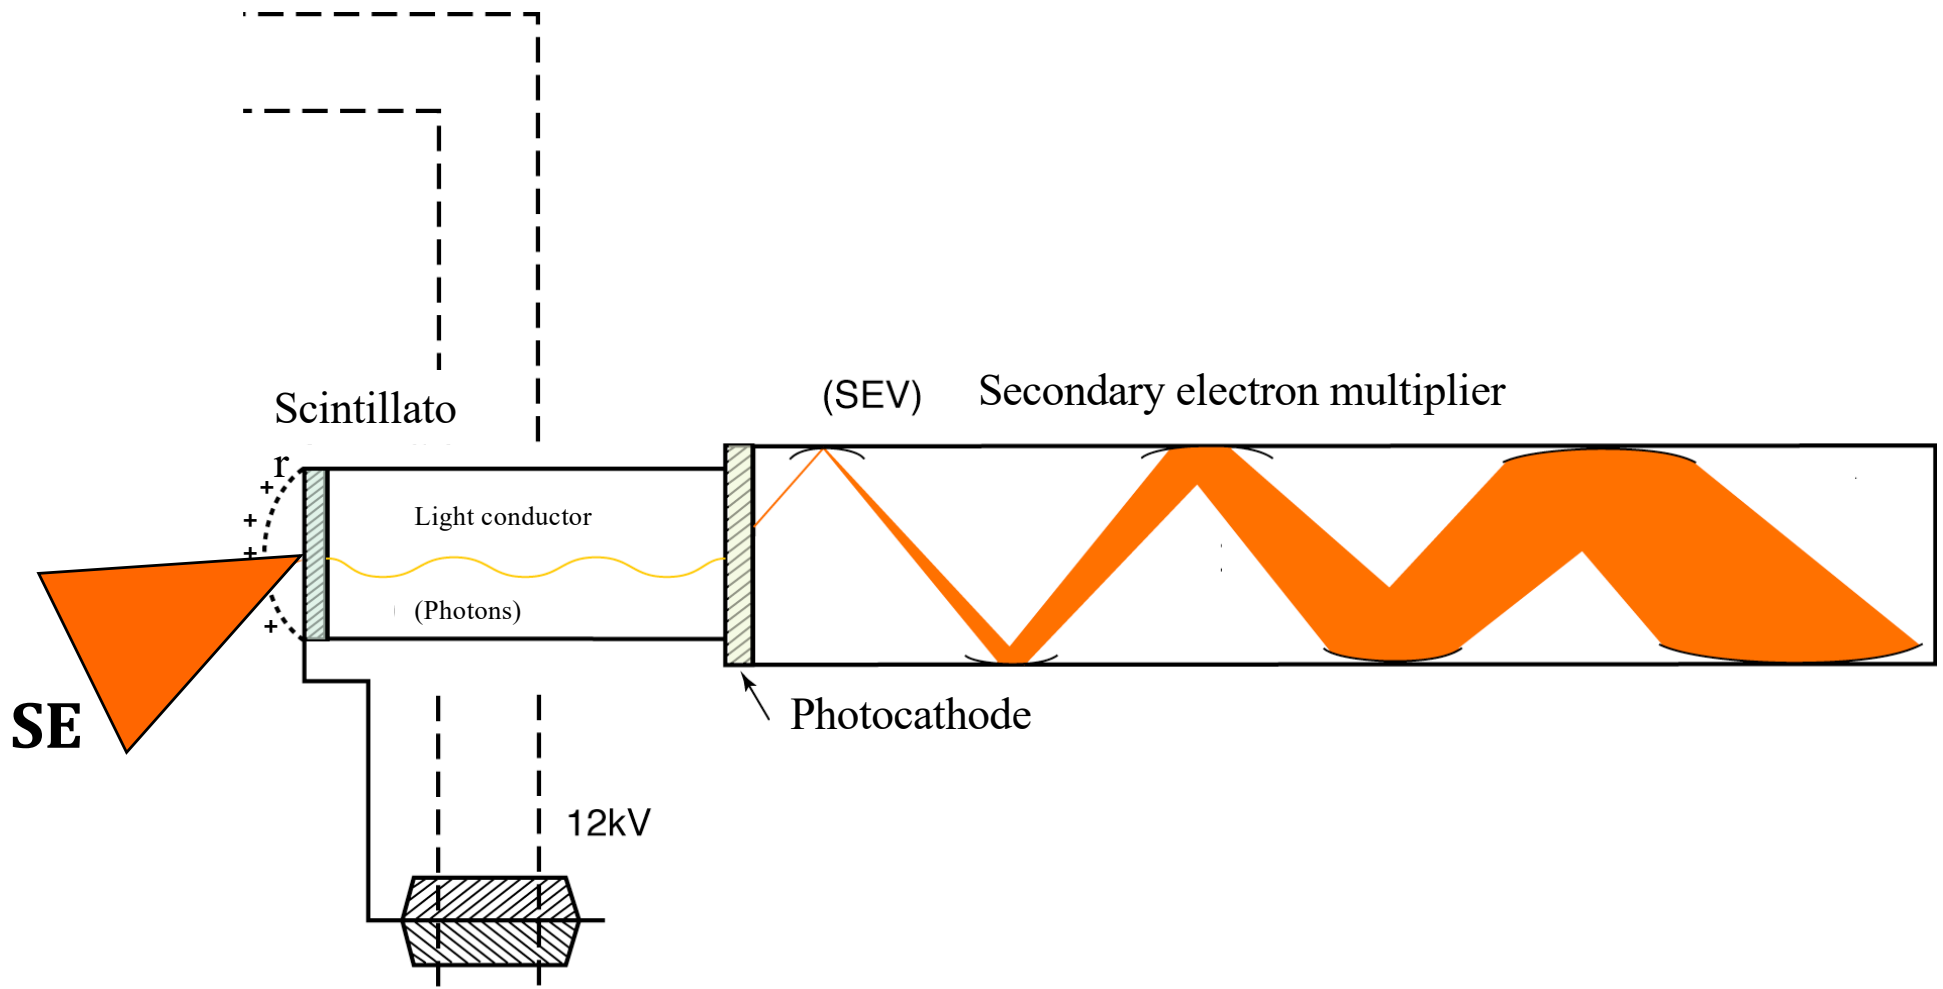 Scintillato
r
(SEV) Secondary electron multiplier
+
+
+
+
Light conductor
(Photons)
SE
Photocathode
12kV